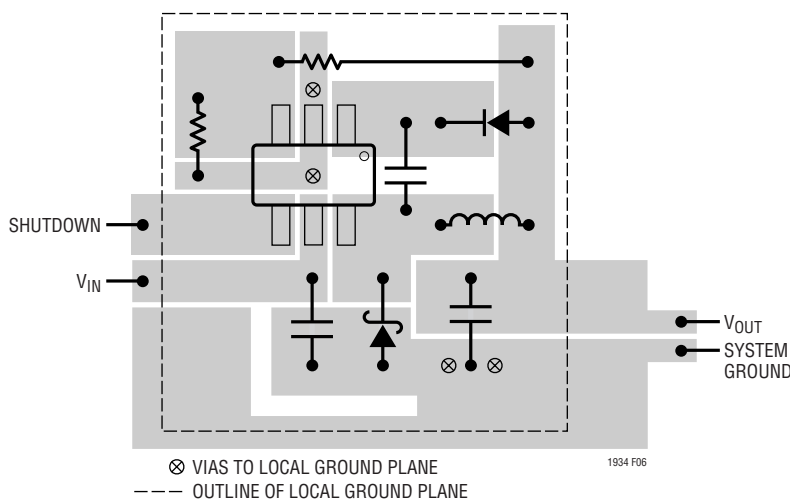 SHUTDOWN
VIN
VOUT
SYSTEM
GROUND
1934 F06
⊗ VIAS TO LOCAL GROUND PLANE
--- OUTLINE OF LOCAL GROUND PLANE